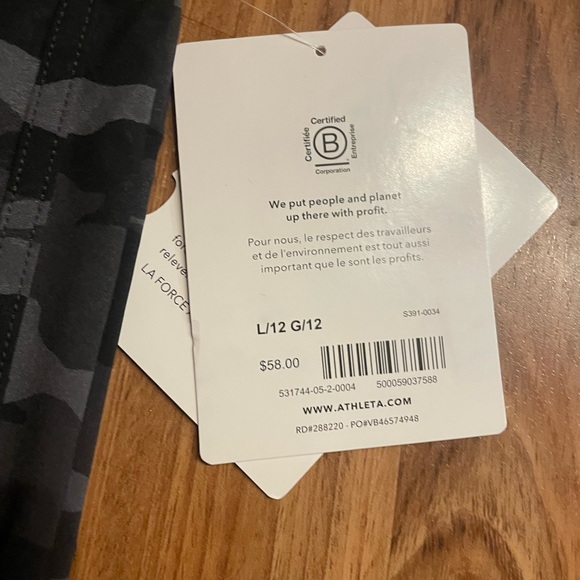 Certified
Certifiée
B
Entreprise
Corporation
We put people and planet
up there with profit.
Pour nous, le respect des travailleurs
et de l'environnement est tout aussi
important que le sont les profits.
S391-0034
L/12 G/12
$58.00
531744-05-2-0004 500059037588
WWW.ATHLETA.COM
RD#288220 - PO#VB46S74948
LA FORCE